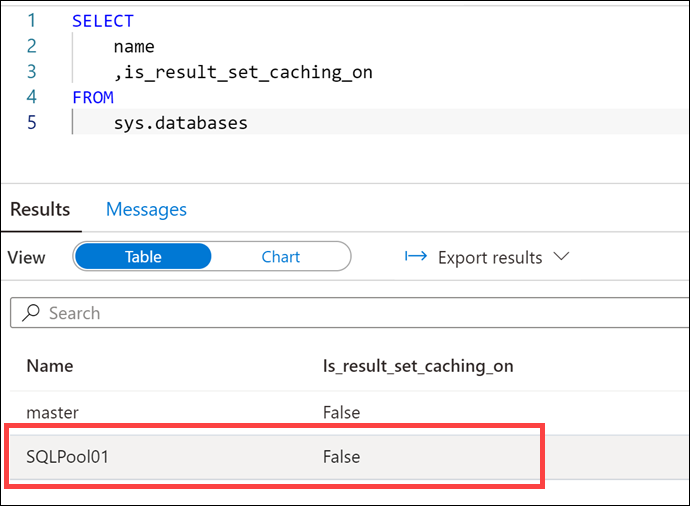 1 SELECT
2 name
3 ,is_result_set_caching_on
4 FROM
5 sys.databases
Results Messages
View Table Chart Export results
Search
Name Is_result_set_caching_on
master False
SQLPool01 False